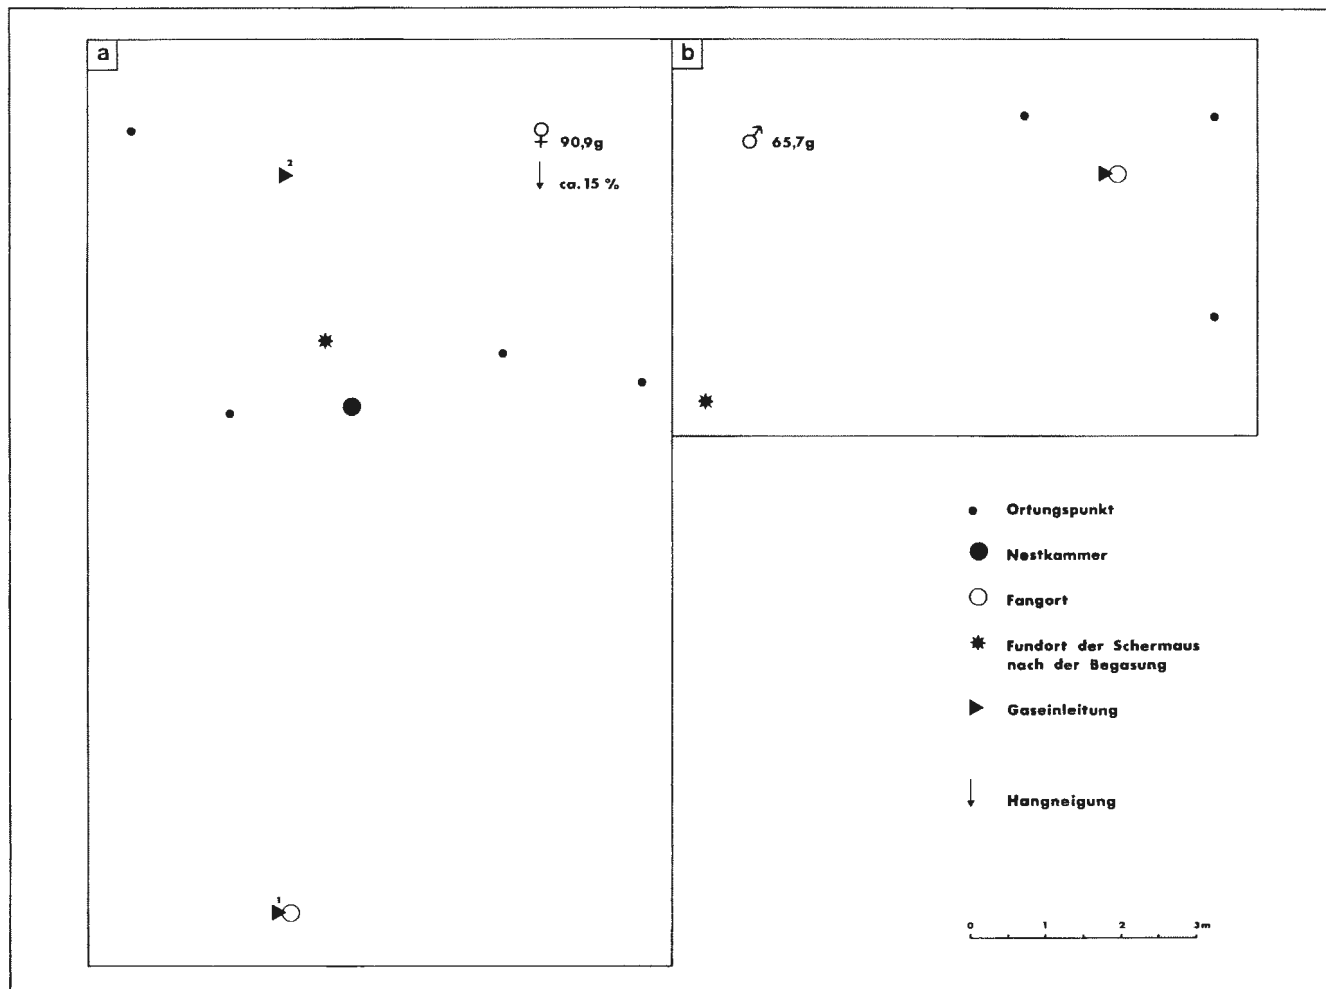 a
b
♀ 90,9g
ca. 15 %
2
♂ 65,7g
1
Ortungspunkt
Nestkammer
Fangort
Fundort der Schermaus
nach der Begasung
Gaseinleitung
Hangneigung
0 1 2 3m